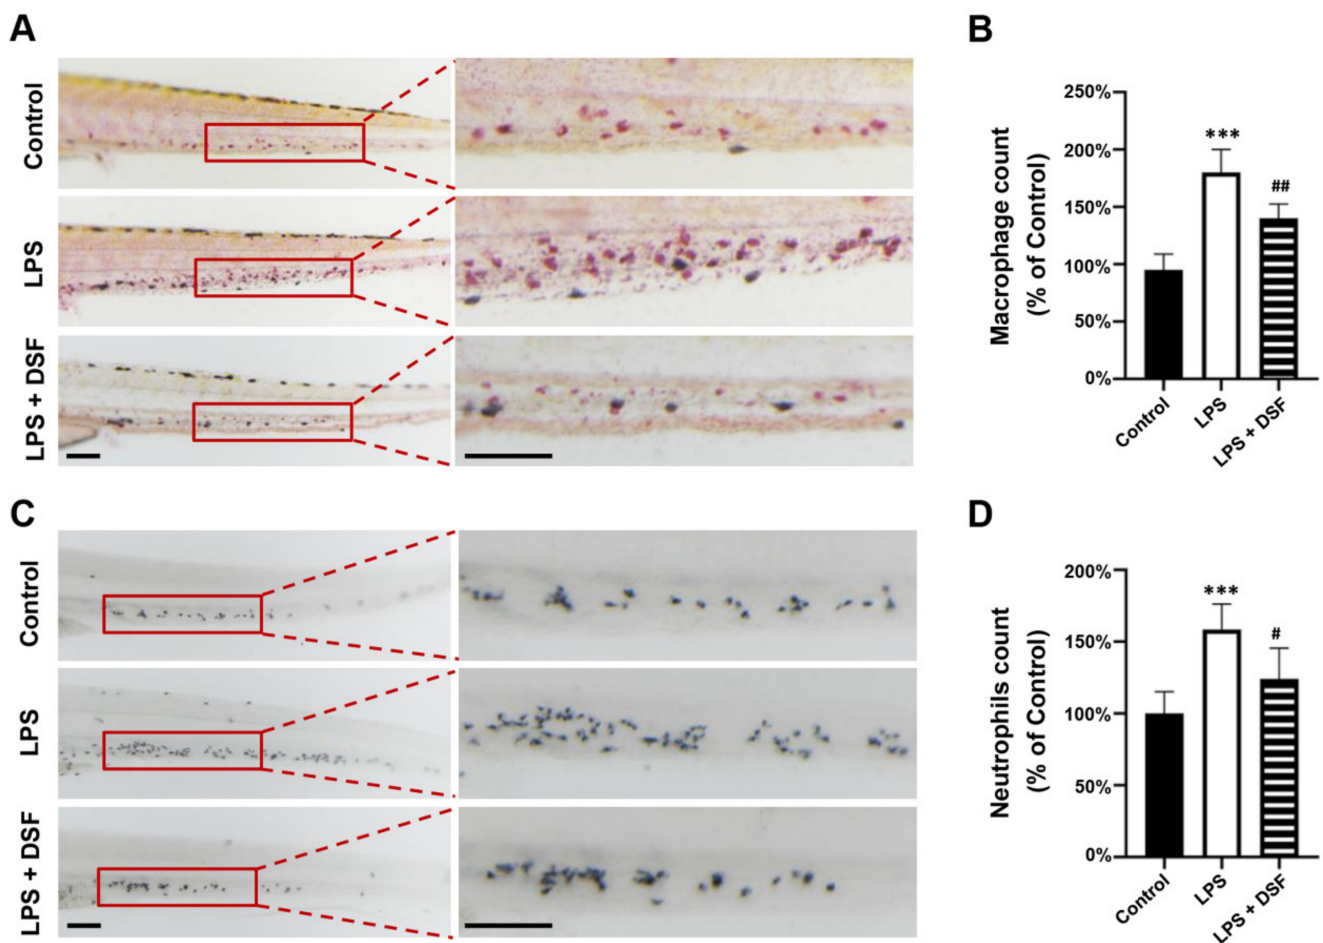 A
Control
LPS
LPS + DSF
B
Macrophage count
(% of Control)
250%
200%
150%
100%
50%
0%
***
##
Control
LPS
LPS + DSF
C
Control
LPS
LPS + DSF
D
Neutrophils count
(% of Control)
200%
150%
100%
50%
0%
***
#
Control
LPS
LPS + DSF